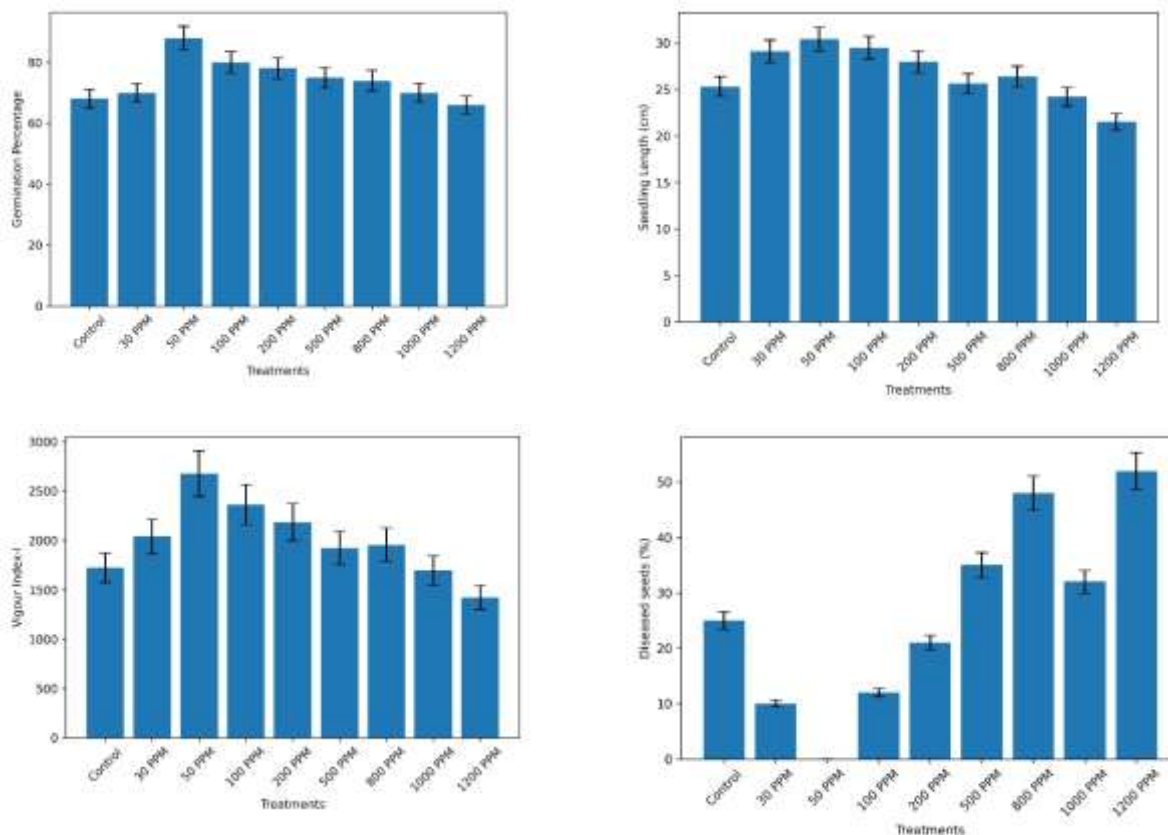 Germination Percentage
80
60
40
20
0
Control 30 PPM 50 PPM 100 PPM 200 PPM 500 PPM 800 PPM 1000 PPM 1200 PPM
Treatments
Seedling Length (cm)
30
25
20
15
10
5
0
Control 30 PPM 50 PPM 100 PPM 200 PPM 500 PPM 800 PPM 1000 PPM 1200 PPM
Treatments
Vigour Index-I
3000
2500
2000
1500
1000
500
0
Control 30 PPM 50 PPM 100 PPM 200 PPM 500 PPM 800 PPM 1000 PPM 1200 PPM
Treatments
Diseased seeds (%)
50
40
30
20
10
0
Control 30 PPM 50 PPM 100 PPM 200 PPM 500 PPM 800 PPM 1000 PPM 1200 PPM
Treatments